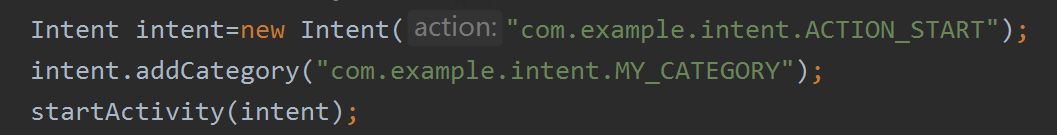 Intent intent=new Intent( action: "com.example.intent.ACTION_START");
intent.addCategory("com.example.intent.MY_CATEGORY");
startActivity(intent);